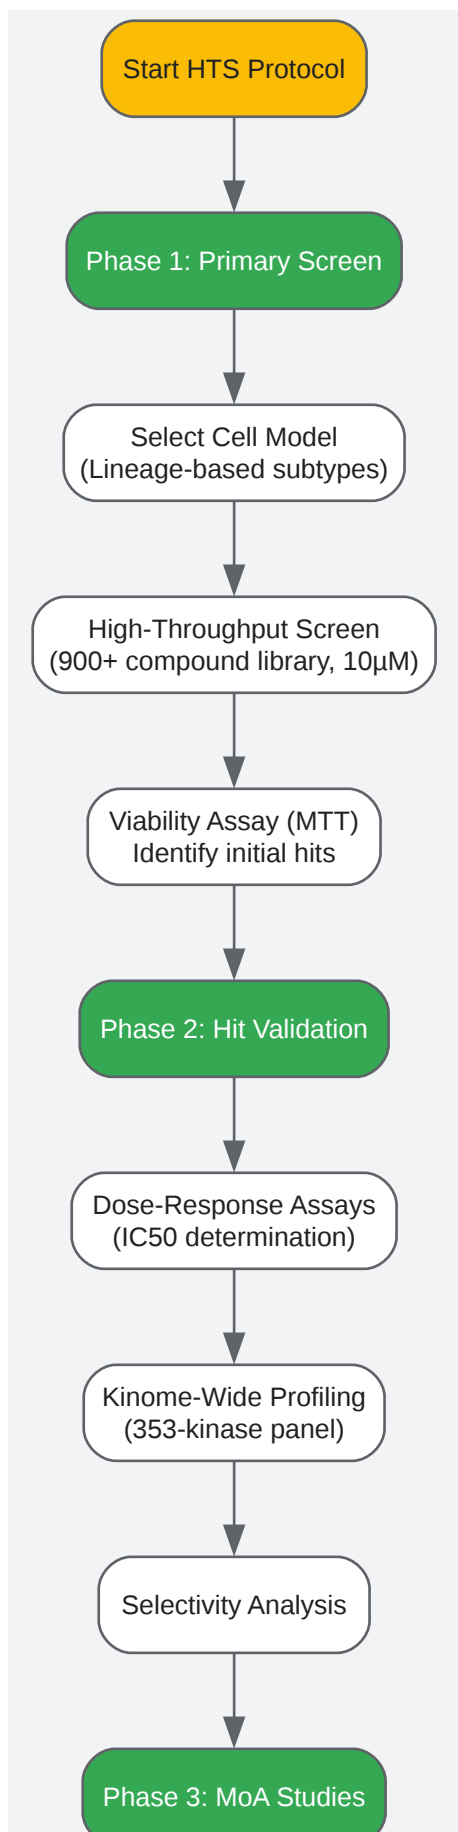 Start HTS Protocol
Phase 1: Primary Screen
Select Cell Model
(Lineage-based subtypes)
High-Throughput Screen
(900+ compound library, 10µM)
Viability Assay (MTT)
Identify initial hits
Phase 2: Hit Validation
Dose-Response Assays
(IC50 determination)
Kinome-Wide Profiling
(353-kinase panel)
Selectivity Analysis
Phase 3: MoA Studies